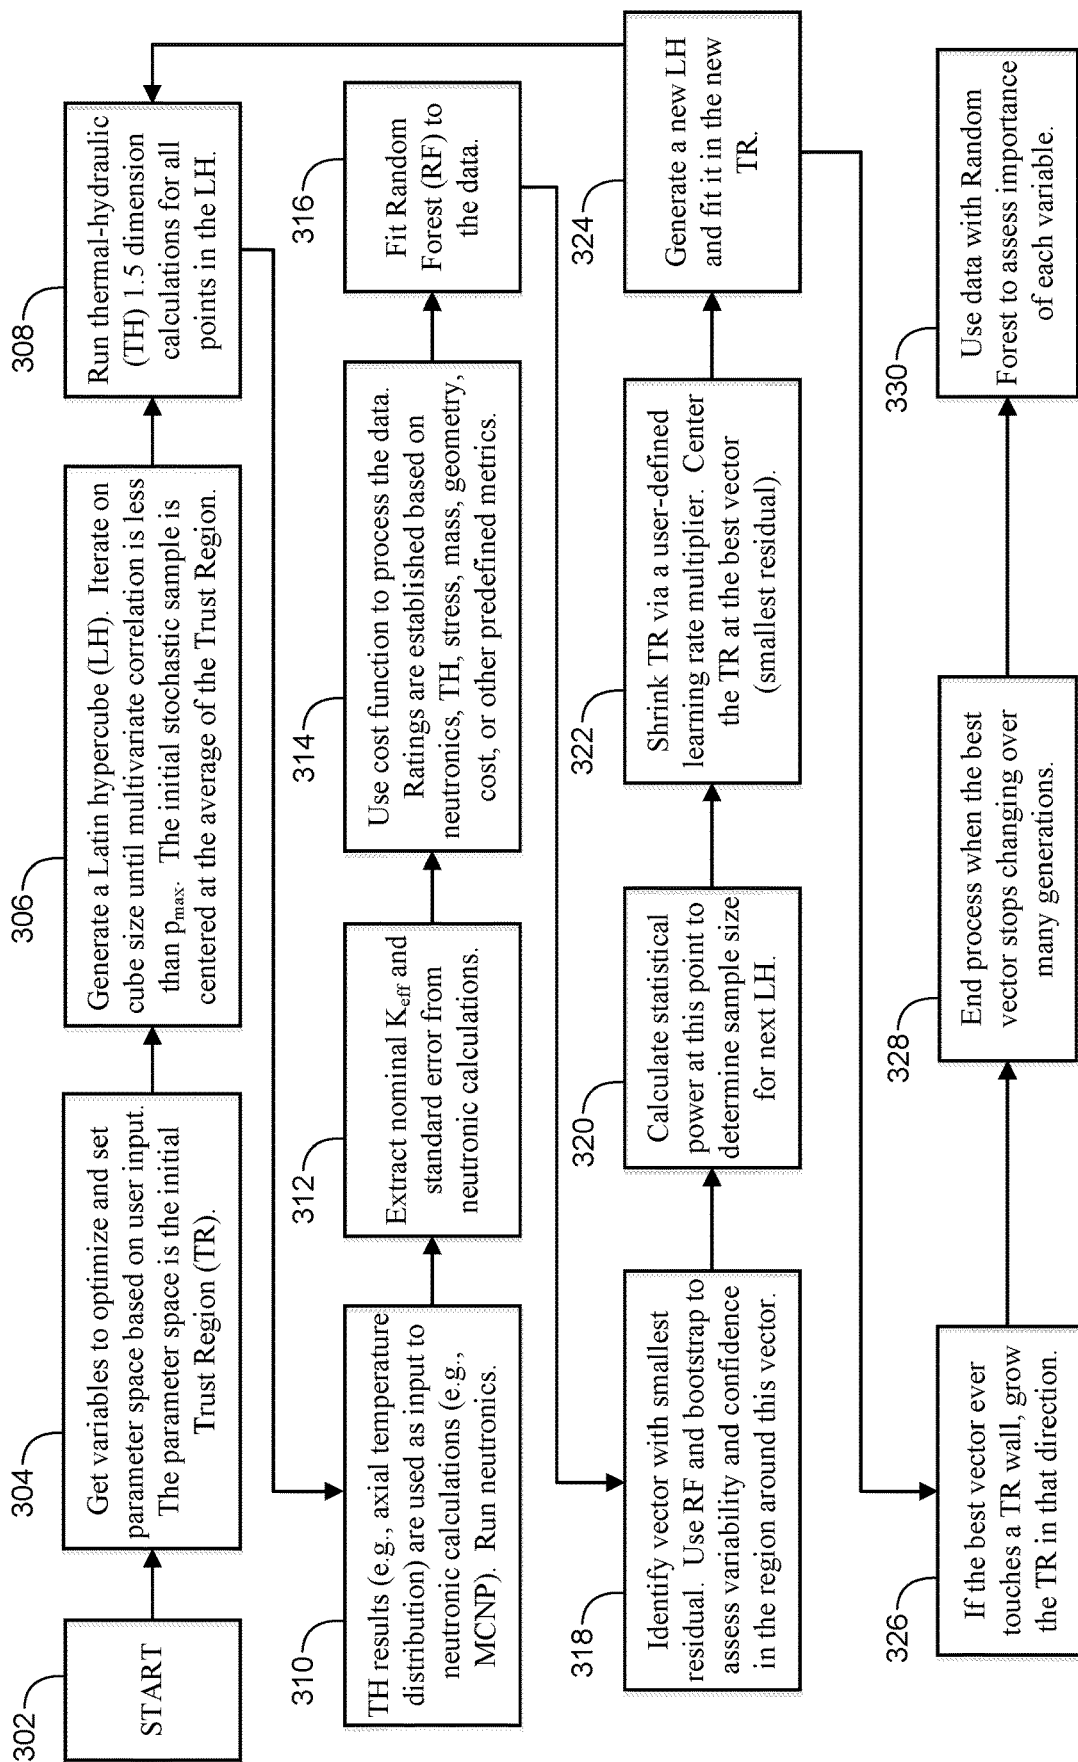 302
START
304
Get variables to optimize and set
parameter space based on user input.
The parameter space is the initial
Trust Region (TR).
306
Generate a Latin hypercube (LH). Iterate on
cube size until multivariate correlation is less
than pmax. The initial stochastic sample is
centered at the average of the Trust Region.
308
Run thermal-hydraulic
(TH) 1.5 dimension
calculations for all
points in the LH.
310
TH results (e.g., axial temperature
distribution) are used as input to
neutronic calculations (e.g.,
MCNP). Run neutronics.
312
Extract nominal Keff and
standard error from
neutronic calculations.
314
Use cost function to process the data.
Ratings are established based on
neutronics, TH, stress, mass, geometry,
cost, or other predefined metrics.
316
Fit Random
Forest (RF) to
the data.
318
Identify vector with smallest
residual. Use RF and bootstrap to
assess variability and confidence
in the region around this vector.
320
Calculate statistical
power at this point to
determine sample size
for next LH.
322
Shrink TR via a user-defined
learning rate multiplier. Center
the TR at the best vector
(smallest residual).
324
Generate a new LH
and fit it in the new
TR.
326
If the best vector ever
touches a TR wall, grow
the TR in that direction.
328
End process when the best
vector stops changing over
many generations.
330
Use data with Random
Forest to assess importance
of each variable.